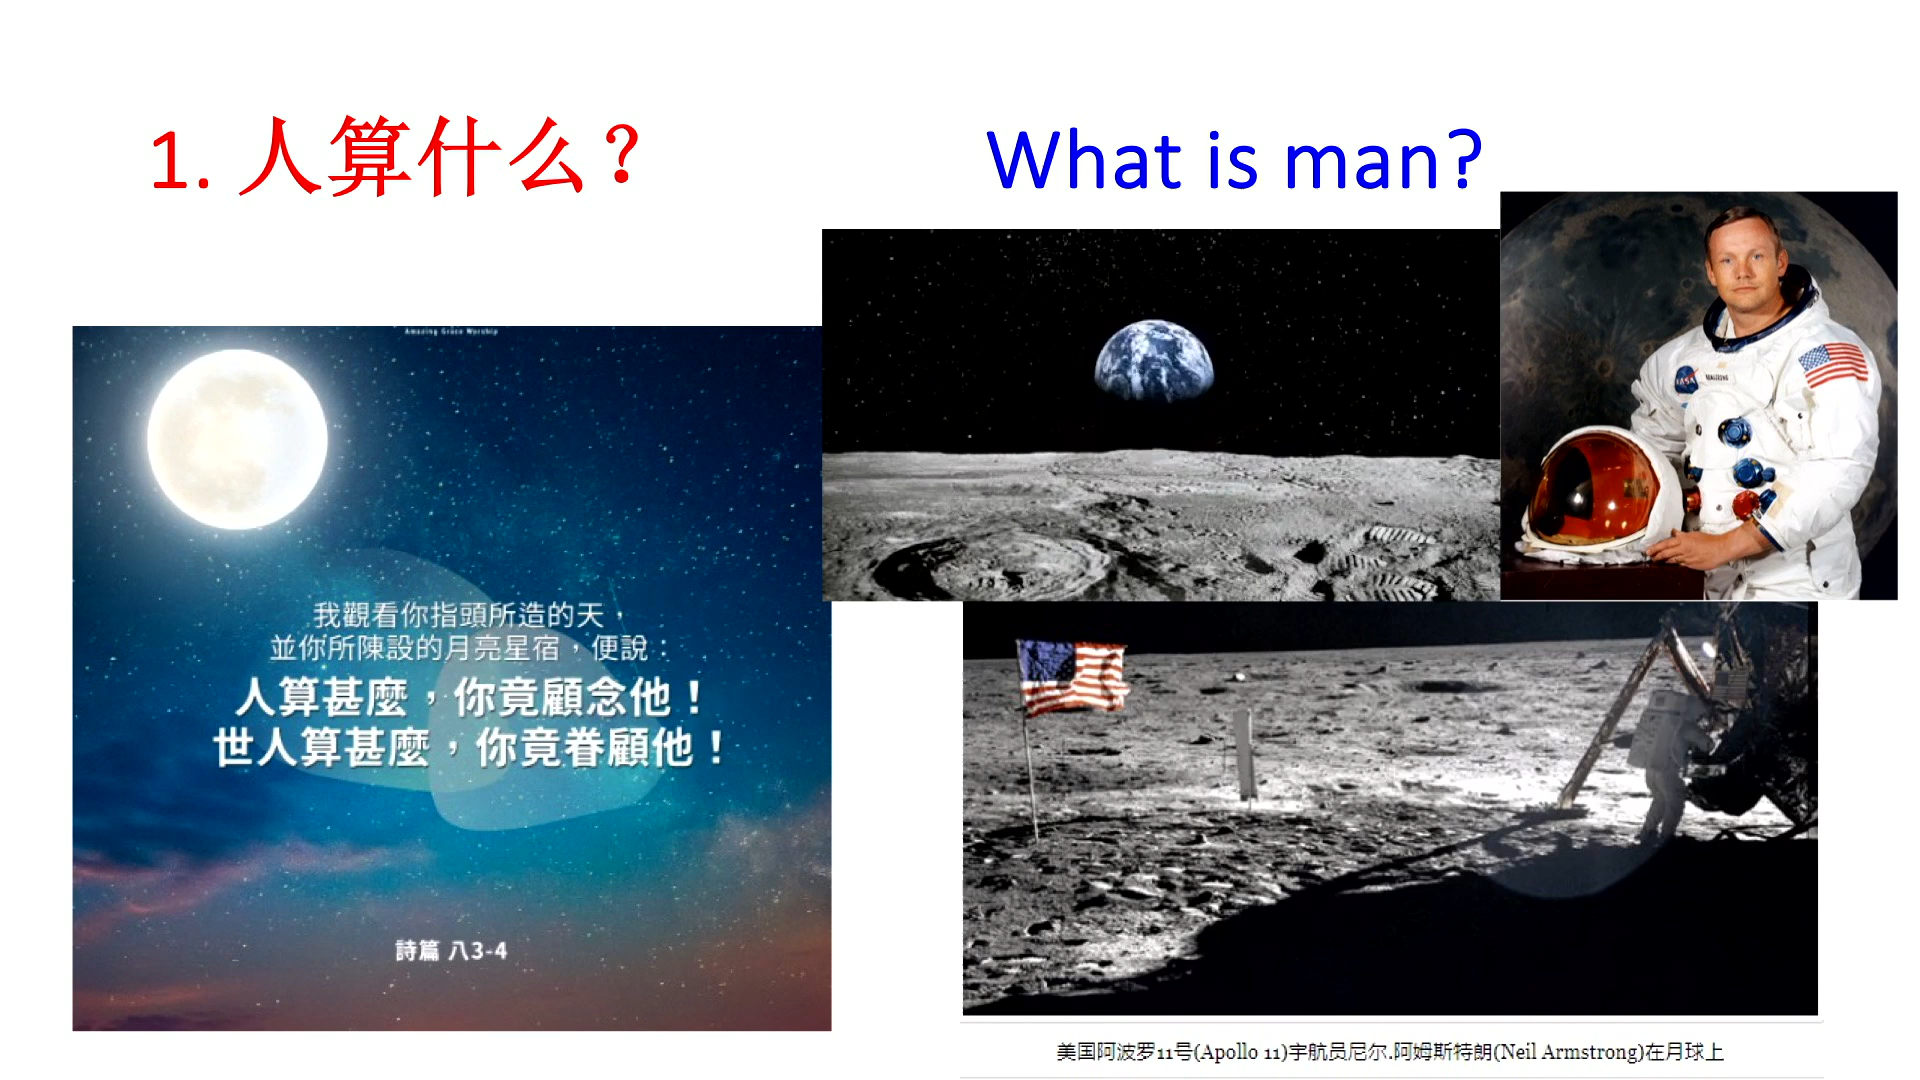 1. 人算什么？
What is man?
Amazing Grace Worship
我觀看你指頭所造的天，
並你所陳設的月亮星宿，便說：
人算甚麼，你竟顧念他！
世人算甚麼，你竟眷顧他！
詩篇 八3-4
NASA
美国阿波罗11号(Apollo 11)宇航员尼尔.阿姆斯特朗(Neil Armstrong)在月球上